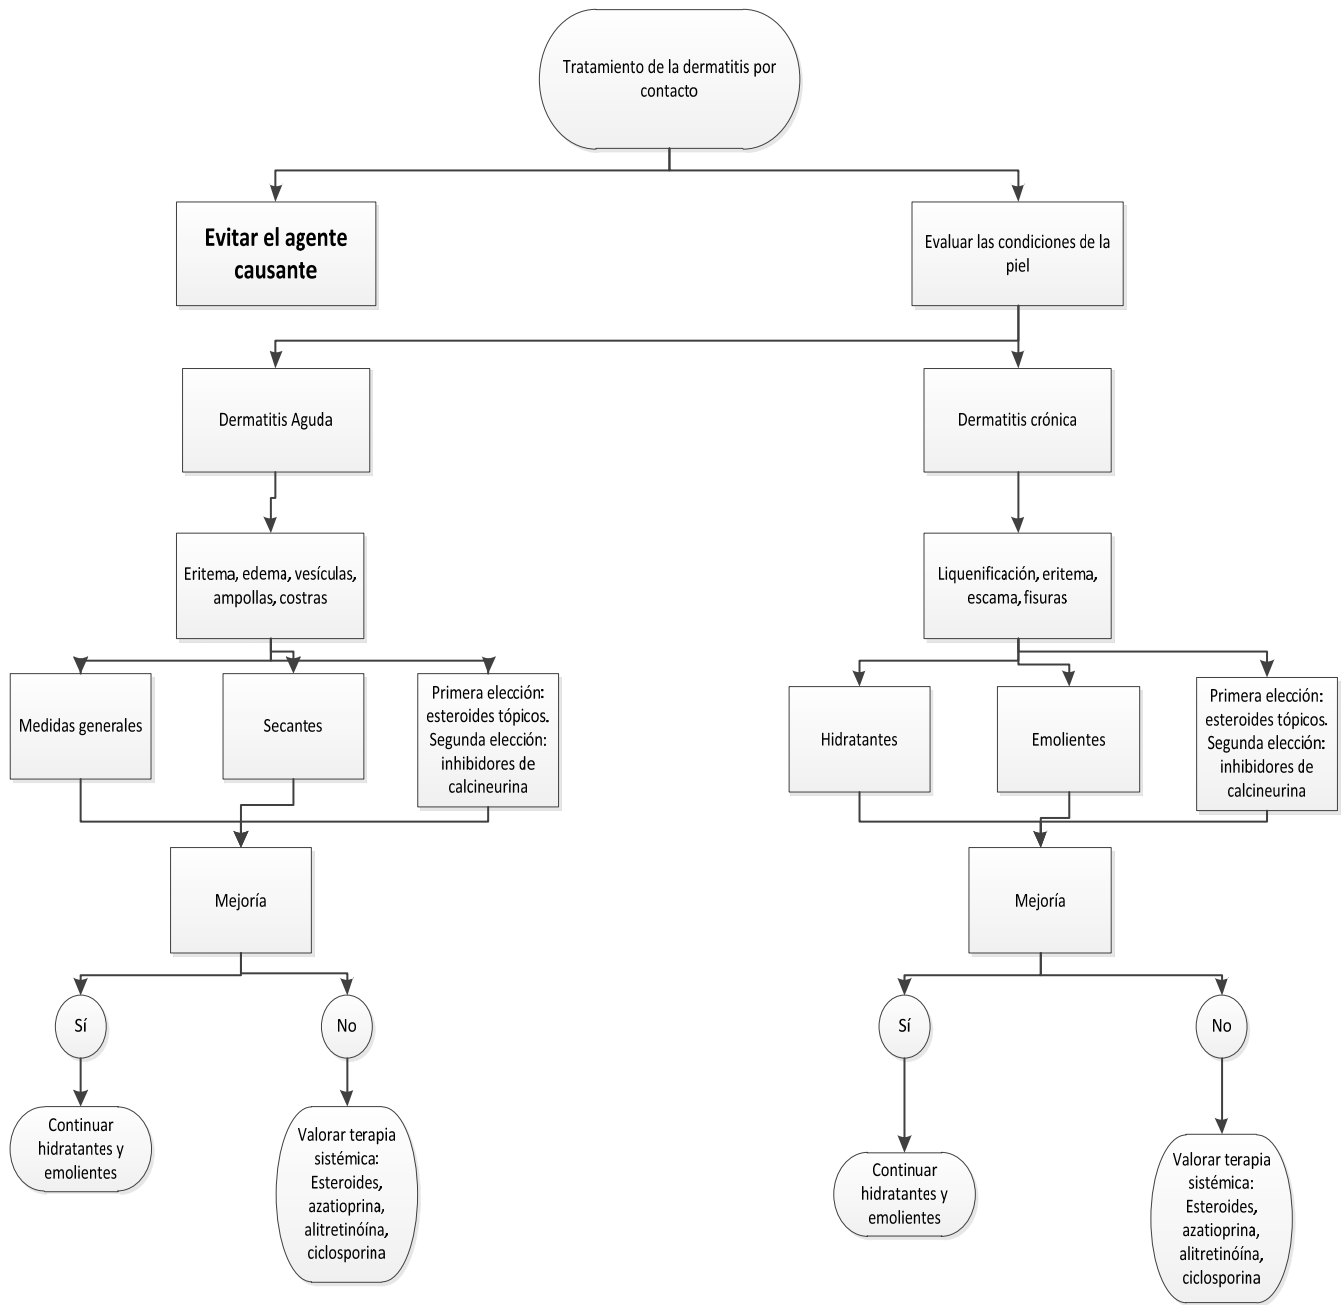 Tratamiento de la dermatitis por
contacto
Evitar el agente
causante
Evaluar las condiciones de la
piel
Dermatitis Aguda
Dermatitis crónica
Eritema, edema, vesículas,
ampollas, costras
Liquenificación, eritema,
escama, fisuras
Medidas generales
Secantes
Primera elección:
esteroides tópicos.
Segunda elección:
inhibidores de
calcineurina
Hidratantes
Emolientes
Primera elección:
esteroides tópicos.
Segunda elección:
inhibidores de
calcineurina
Mejoría
Mejoría
Sí
No
Sí
No
Continuar
hidratantes y
emolientes
Valorar terapia
sistémica:
Esteroides,
azatioprina,
alitretinóína,
ciclosporina
Continuar
hidratantes y
emolientes
Valorar terapia
sistémica:
Esteroides,
azatioprina,
alitretinóína,
ciclosporina